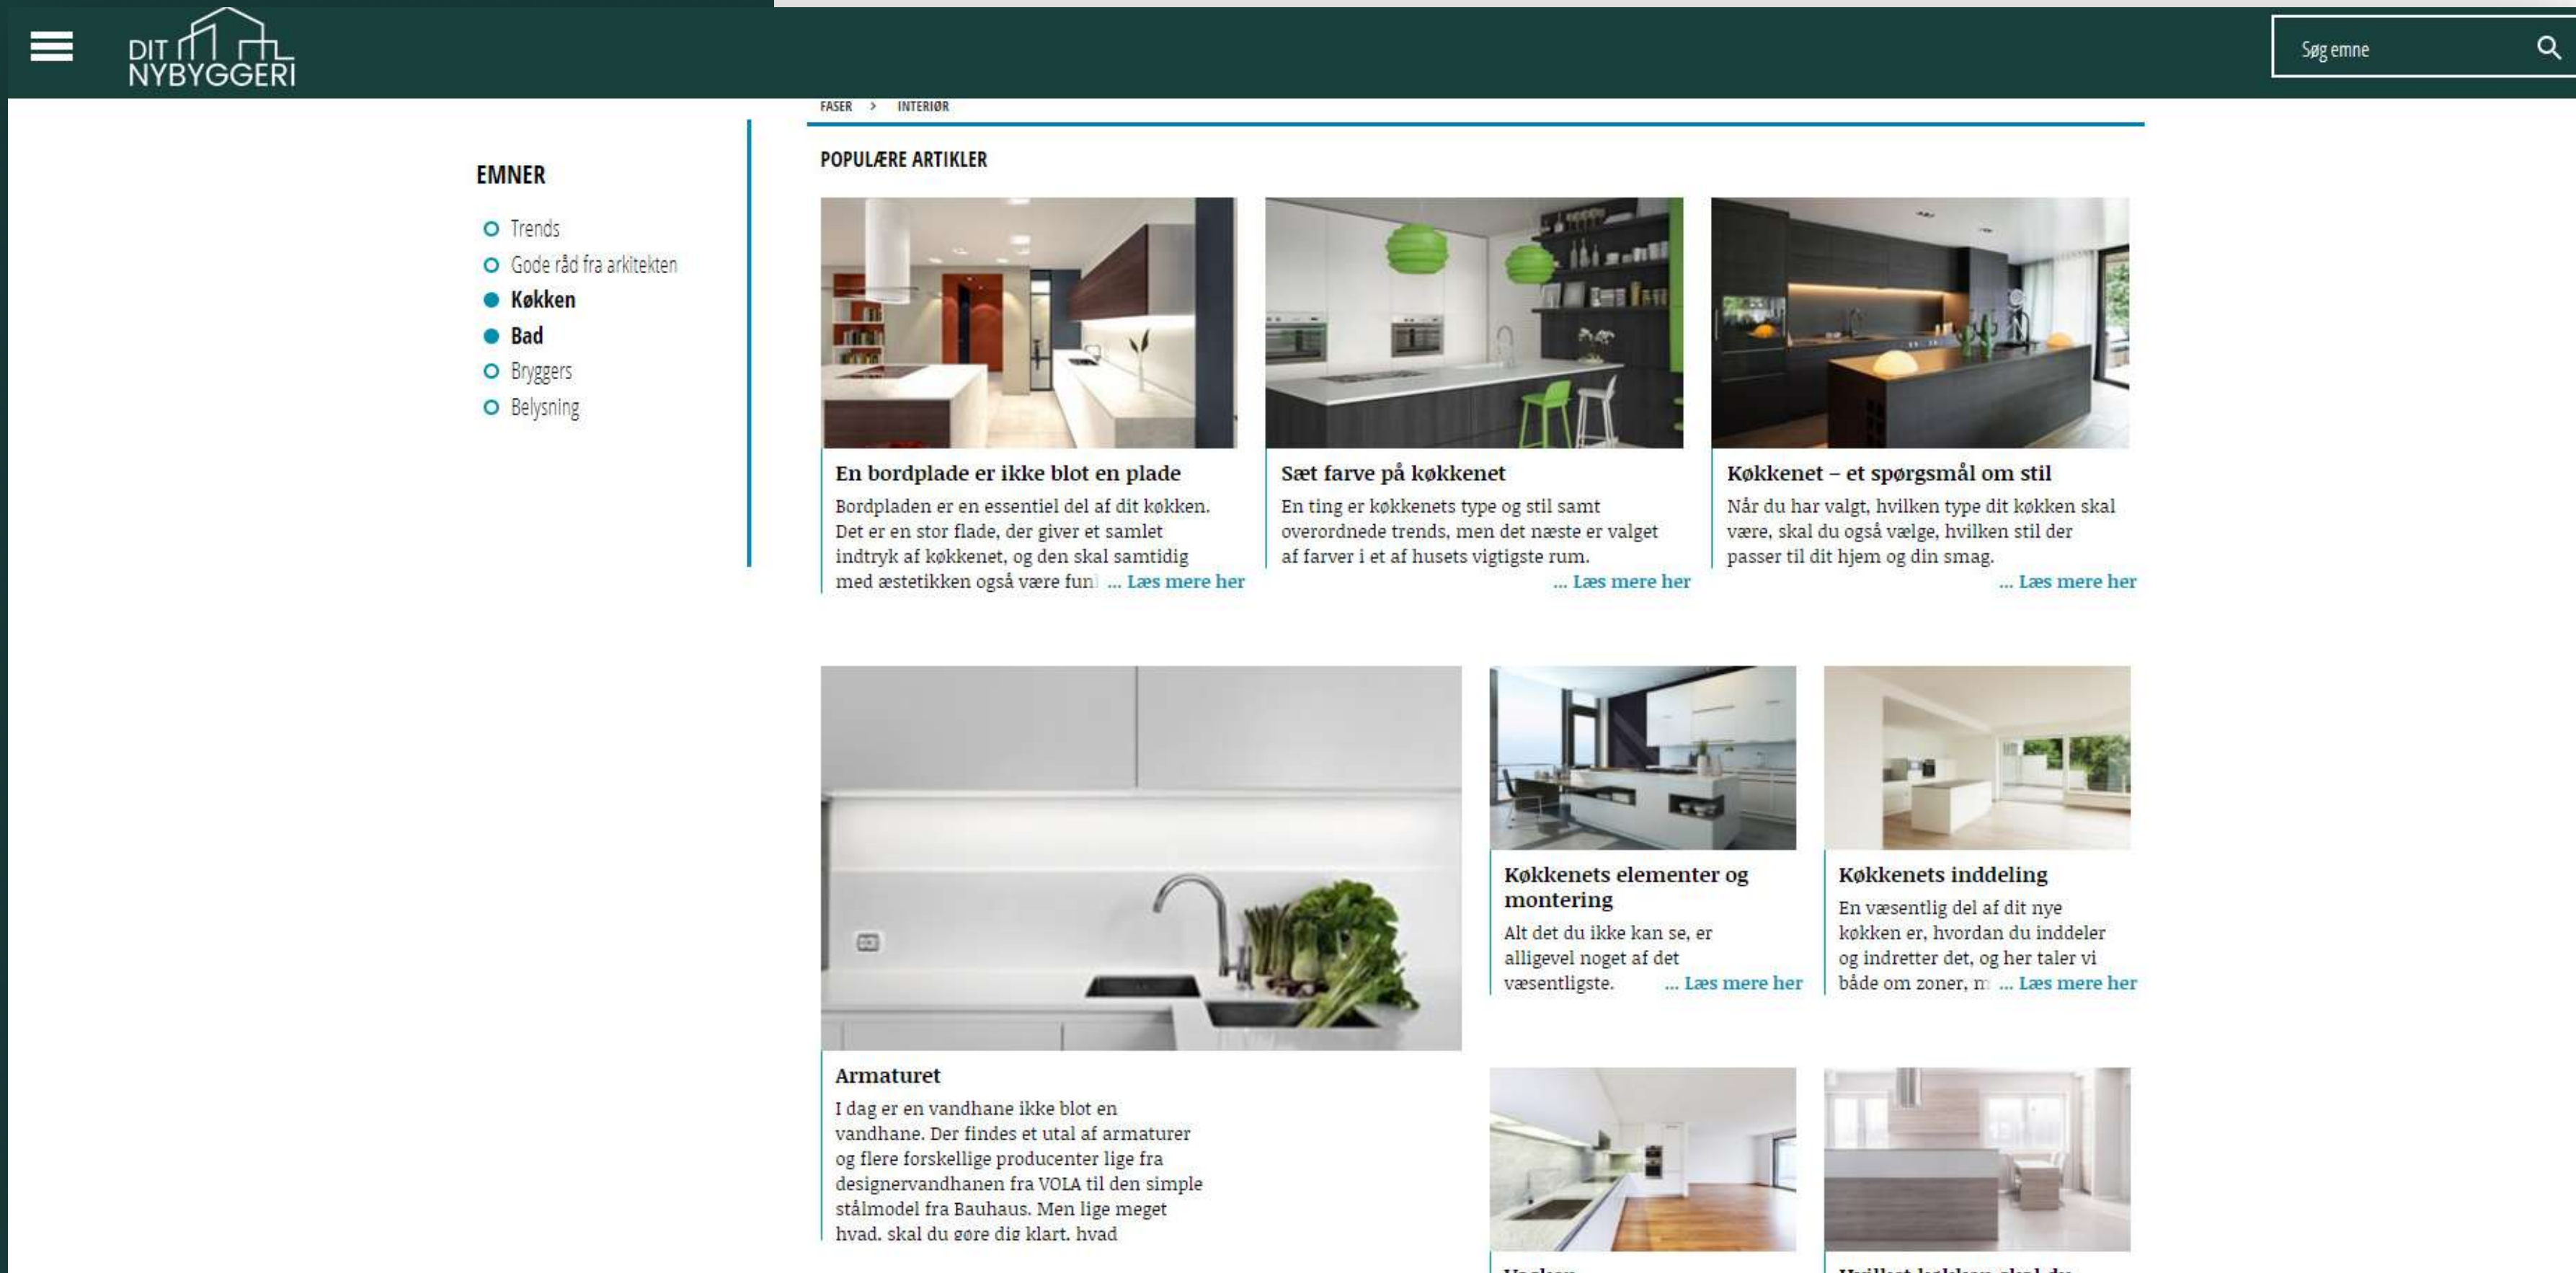 DIT
NYBYGGERI
Søg emne
FASER > INTERIØR
EMNER
Trends
Gode råd fra arkitekten
Køkken
Bad
Bryggers
Belysning
POPULÆRE ARTIKLER
En bordplade er ikke blot en plade
Bordpladen er en essentiel del af dit køkken.
Det er en stor flade, der giver et samlet
indtryk af køkkenet, og den skal samtidig
med æstetikken også være fun ... Læs mere her
Sæt farve på køkkenet
En ting er køkkenets type og stil samt
overordnede trends, men det næste er valget
af farver i et af husets vigtigste rum.
... Læs mere her
Køkkenet – et spørgsmål om stil
Når du har valgt, hvilken type dit køkken skal
være, skal du også vælge, hvilken stil der
passer til dit hjem og din smag.
... Læs mere her
Armaturet
I dag er en vandhane ikke blot en
vandhane. Der findes et utal af armaturer
og flere forskellige producenter lige fra
designervandhanen fra VOLA til den simple
stålmodel fra Bauhaus. Men lige meget
hvad, skal du gøre dig klart, hvad
Køkkenets elementer og
montering
Alt det du ikke kan se, er
alligevel noget af det
væsentligste. ... Læs mere her
Køkkenets inddeling
En væsentlig del af dit nye
køkken er, hvordan du inddeler
og indretter det, og her taler vi
både om zoner, m ... Læs mere her
Hvilket køkken skal du